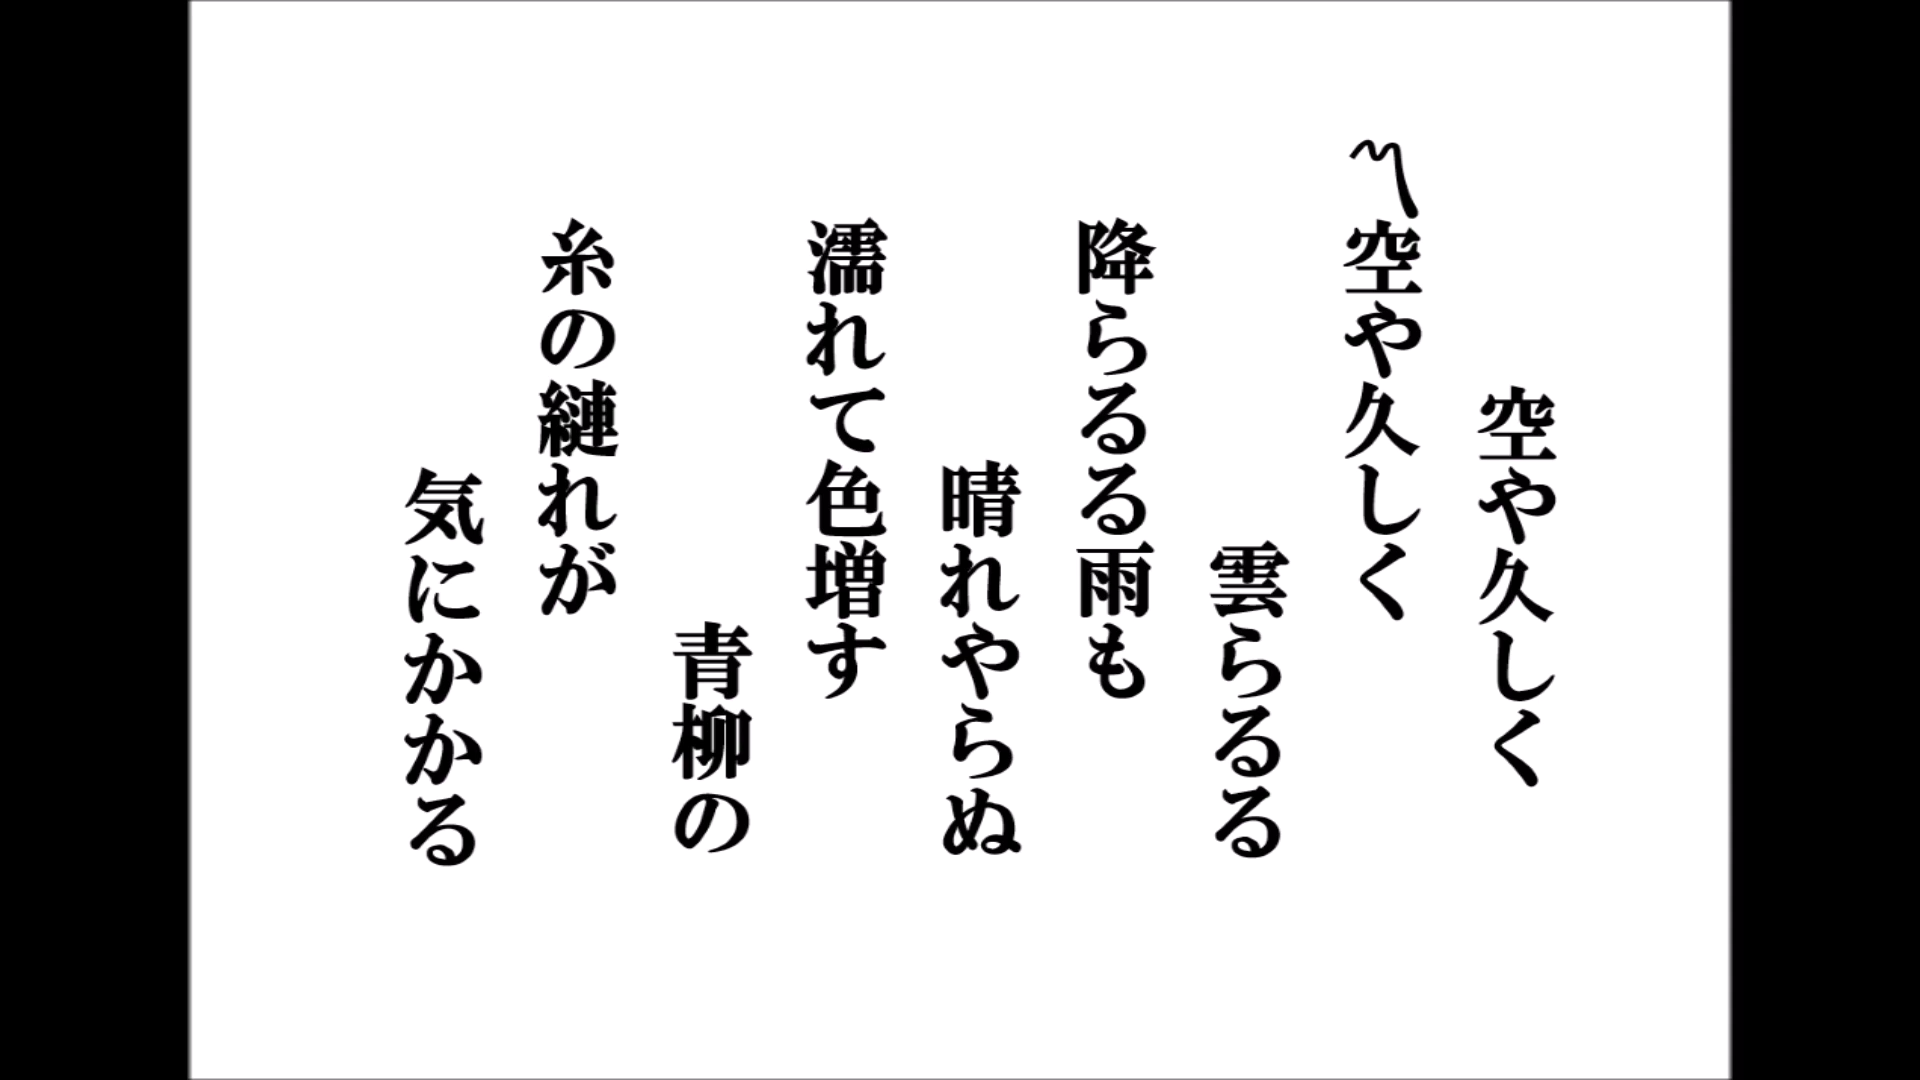 空や久しく
〽空や久しく
雲らるる
降らるる雨も
晴れやらぬ
濡れて色増す
青柳の
糸の縺れが
気にかかる